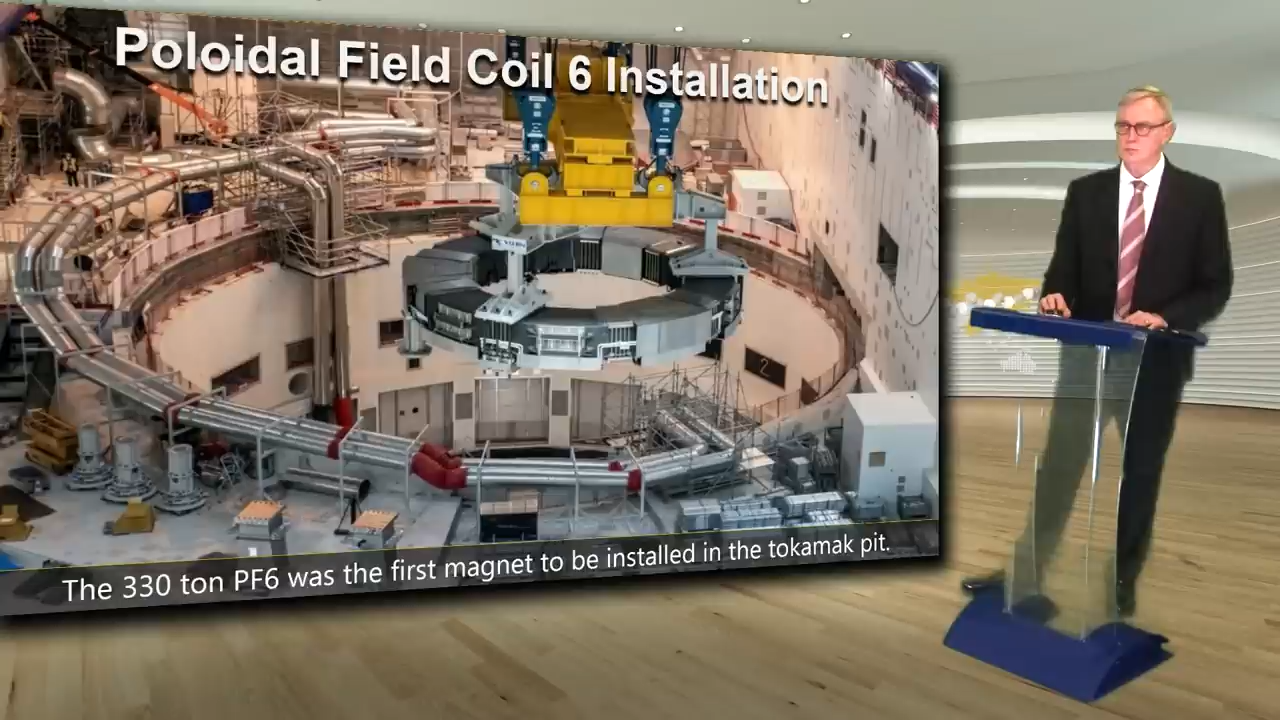 Poloidal Field Coil 6 Installation
2
The 330 ton PF6 was the first magnet to be installed in the tokamak pit.